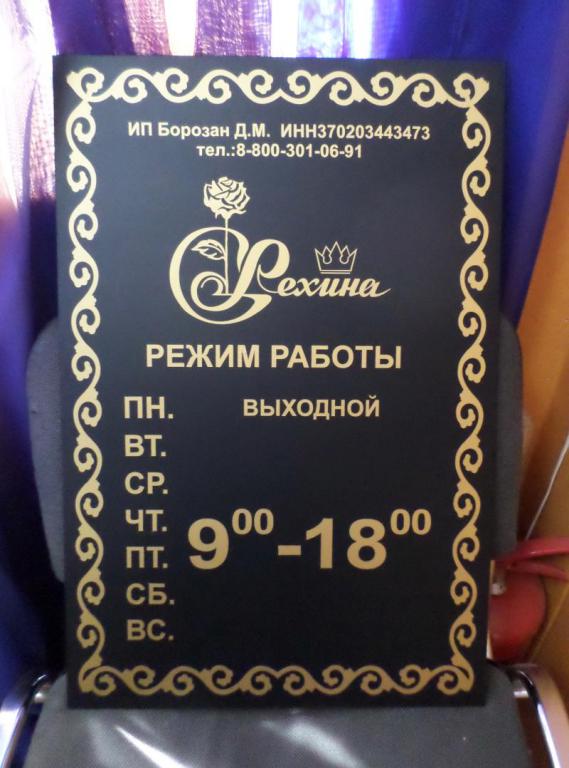 ИП Борозан Д.М. ИНН370203443473
тел.:8-800-301-06-91
Рехина
РЕЖИМ РАБОТЫ
ПН. ВЫХОДНОЙ
ВТ.
СР.
ЧТ.
9⁰⁰-18⁰⁰
ПТ.
СБ.
ВС.